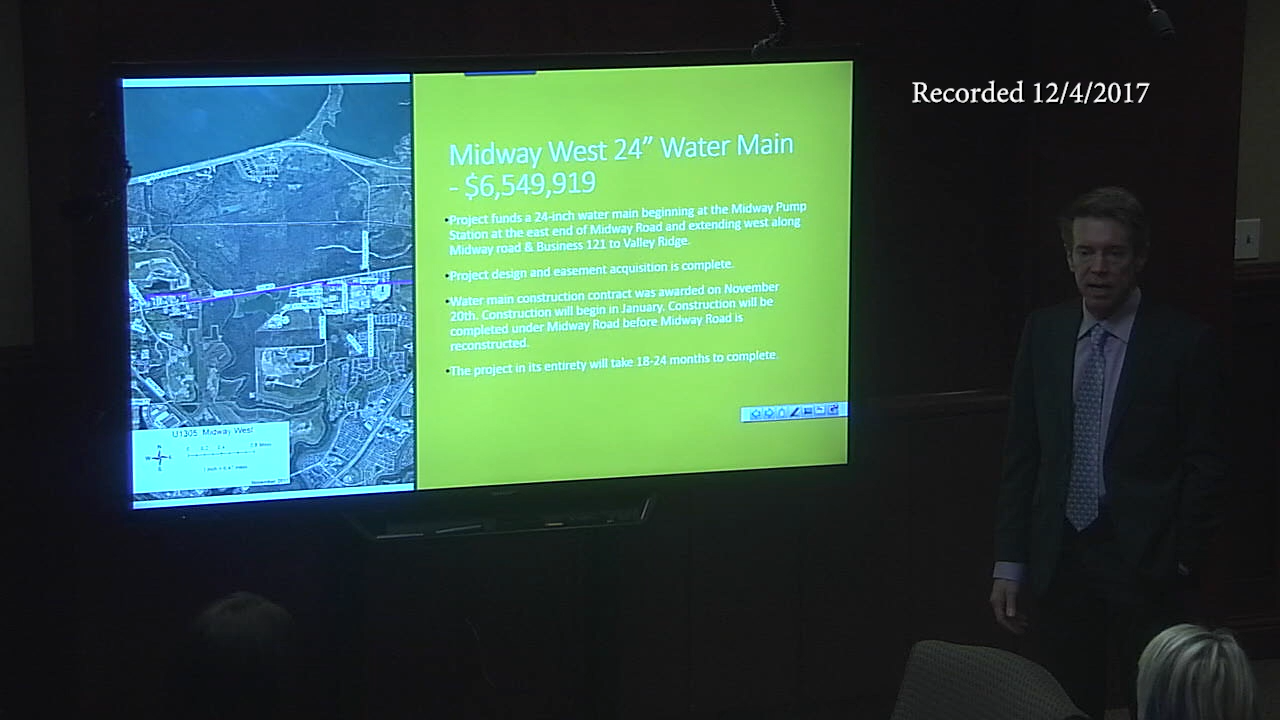 Recorded 12/4/2017
Midway West 24” Water Main
- $6,549,919
•Project funds a 24-inch water main beginning at the Midway Pump
Station at the east end of Midway Road and extending west along
Midway road & Business 121 to Valley Ridge.
•Project design and easement acquisition is complete.
•Water main construction contract was awarded on November
20th. Construction will begin in January. Construction will be
completed under Midway Road before Midway Road is
reconstructed.
•The project in its entirety will take 18-24 months to complete.
U1305: Midway West
N
W E
S